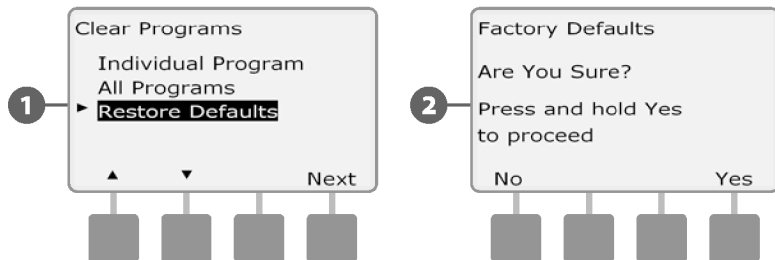 Clear Programs
Individual Program
All Programs
► Restore Defaults
▲ ▼ Next
1
Factory Defaults
Are You Sure?
Press and hold Yes
to proceed
No Yes
2